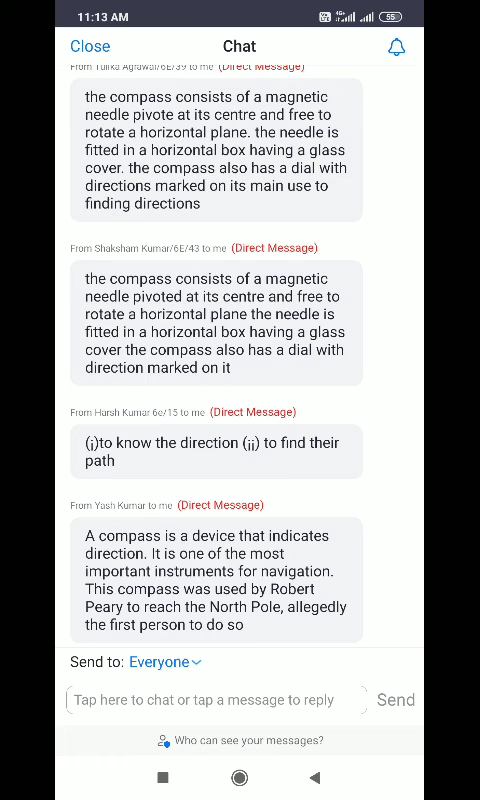 11:13 AM
4G+
55
Close
Chat
From Tulika Agrawal/6E/39 to me (Direct Message)
the compass consists of a magnetic
needle pivote at its centre and free to
rotate a horizontal plane. the needle is
fitted in a horizontal box having a glass
cover. the compass also has a dial with
directions marked on its main use to
finding directions
From Shaksham Kumar/6E/43 to me (Direct Message)
the compass consists of a magnetic
needle pivoted at its centre and free to
rotate a horizontal plane the needle is
fitted in a horizontal box having a glass
cover the compass also has a dial with
direction marked on it
From Harsh Kumar 6e/15 to me (Direct Message)
(¡)to know the direction (¡¡) to find their
path
From Yash Kumar to me (Direct Message)
A compass is a device that indicates
direction. It is one of the most
important instruments for navigation.
This compass was used by Robert
Peary to reach the North Pole, allegedly
the first person to do so
Send to: Everyone
Tap here to chat or tap a message to reply
Send
Who can see your messages?